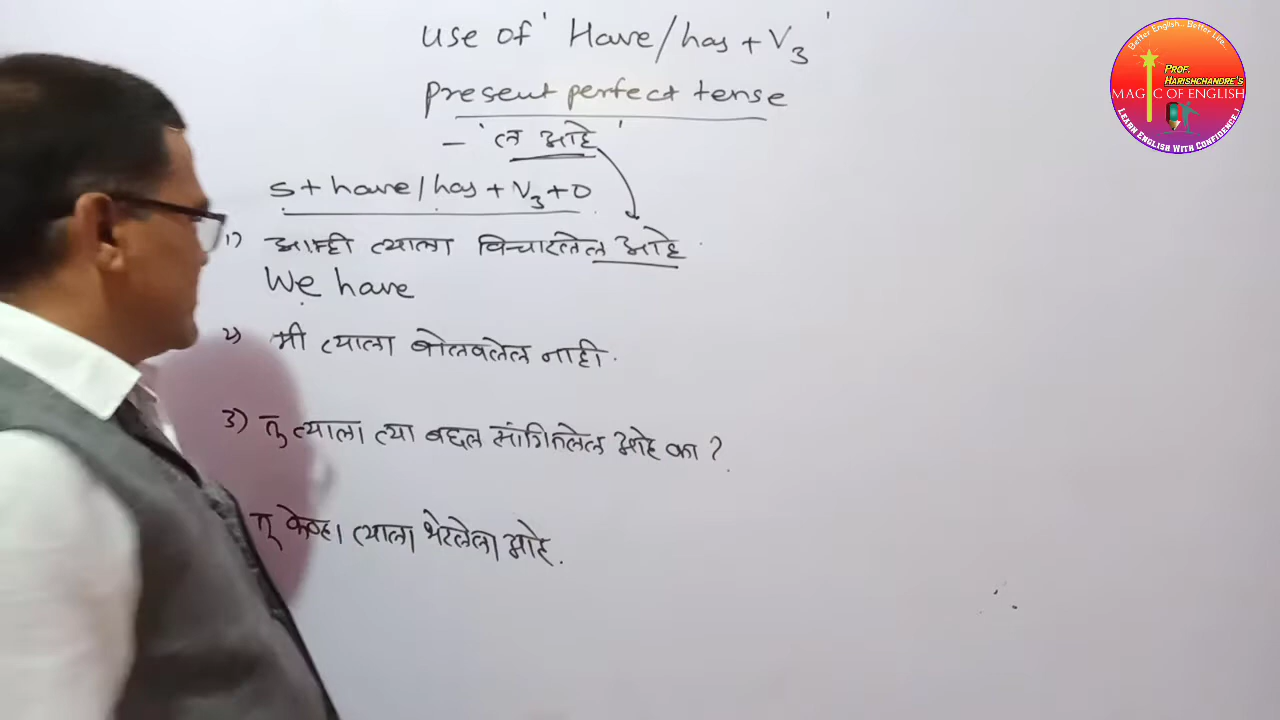 use of 'Have/has + V3'
present perfect tense
- 'ल आहे'
S + have/has + V3 + O
1) आम्ही त्याला विचारलेल आहे.
We have
2) मी त्याला बोलवलेल नाही.
3) तु त्याला त्या बद्दल सांगितलेल आहे का ?
तू केव्हा त्याला भेटलेला आहे.
Better English.. Better Life..
PROF. HARISHCHANDRE'S
MAGIC OF ENGLISH
LEARN ENGLISH WITH CONFIDENCE!